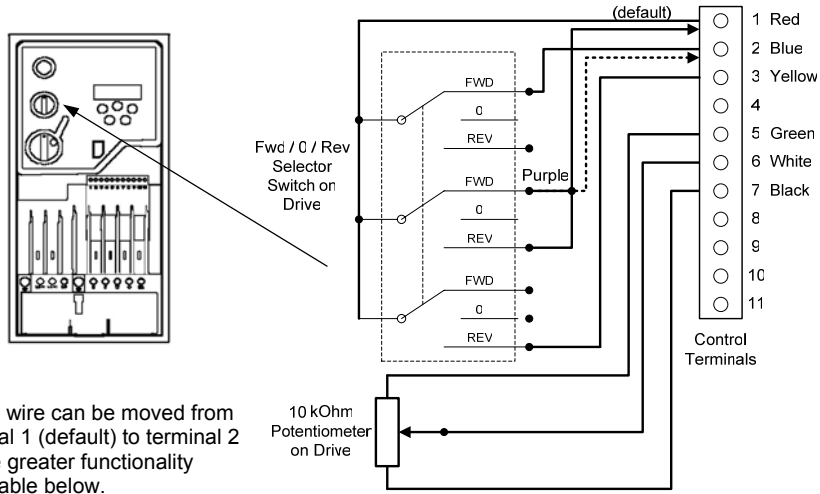 (default)
1 Red
2 Blue
3 Yellow
4
5 Green
6 White
7 Black
8
9
10
11
Control
Terminals
Fwd / 0 / Rev
Selector
Switch on
Drive
FWD
0
REV
FWD
0
REV
FWD
0
REV
Purple
10 kOhm
Potentiometer
on Drive
wire can be moved from
al 1 (default) to terminal 2
greater functionality
able below.